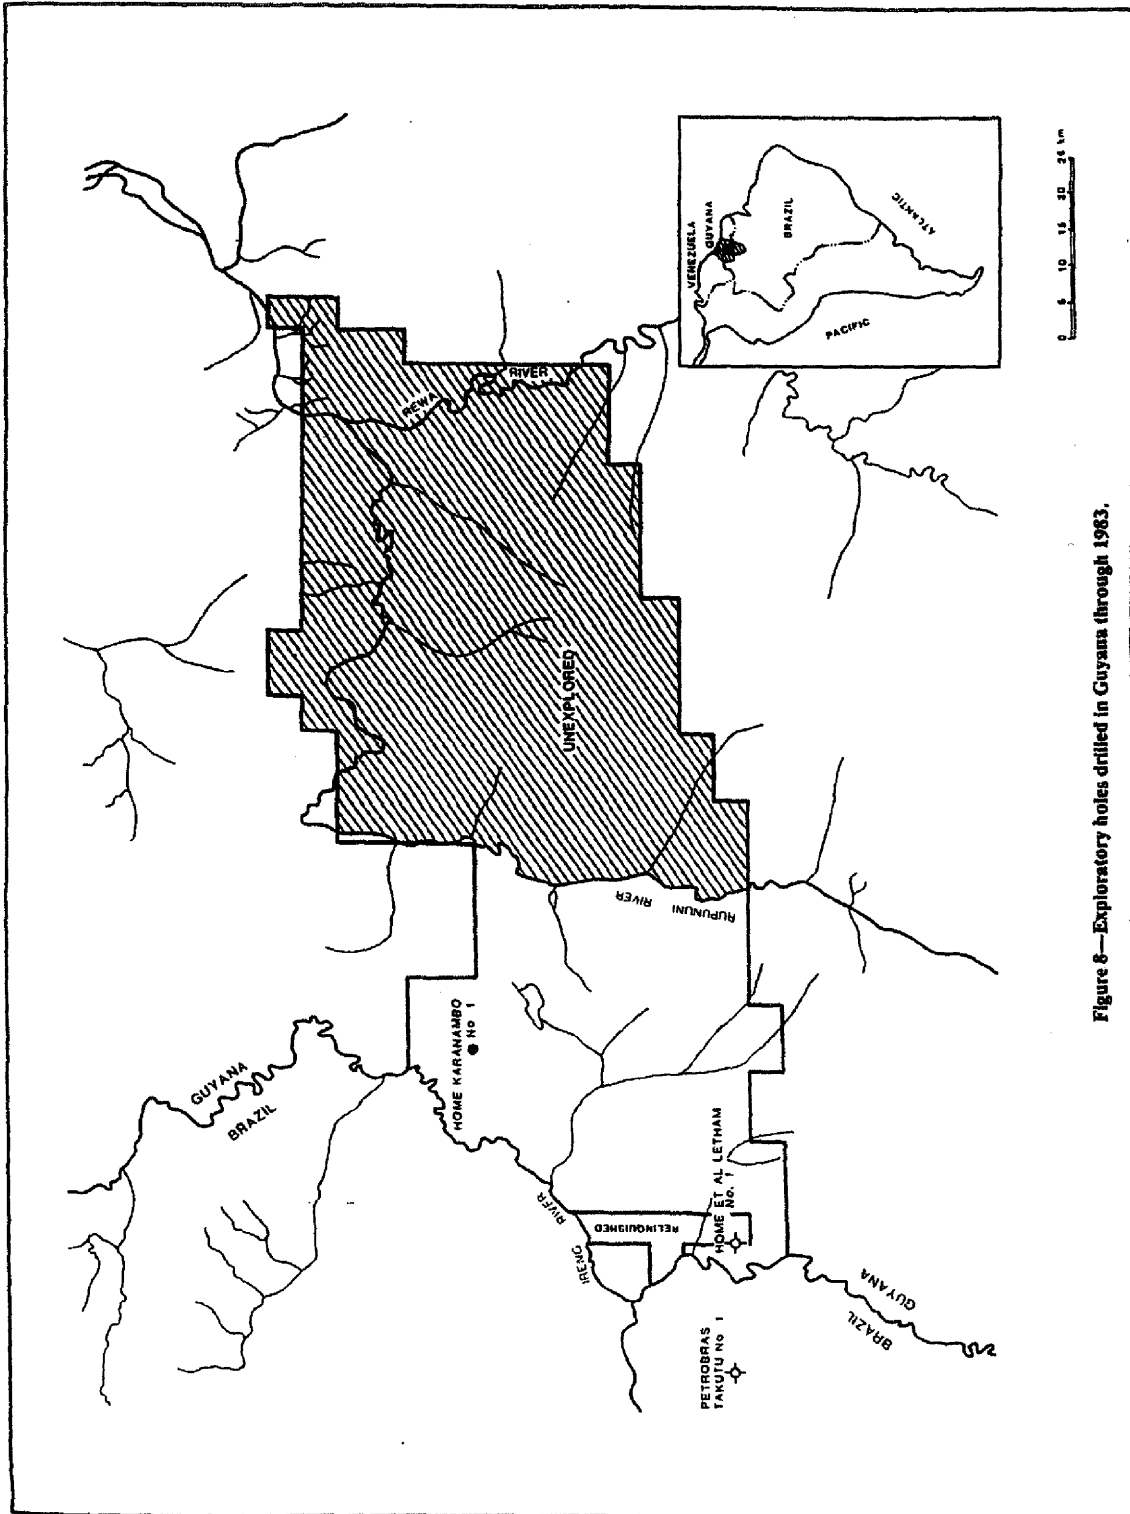 GUYANA
BRAZIL
HOME KARANAMBO
No 1
REWA
RIVER
UNEXPLORED
RUPUNUNI
RIVER
IRENG
RIVER
RELINQUISHED
HOME ET AL LETHAM
No. 1
PETROBRAS
TAKUTU No 1
GUYANA
BRAZIL
VENEZUELA
GUYANA
BRAZIL
ATLANTIC
PACIFIC
0 5 10 15 20 25 km
Figure 8—Exploratory holes drilled in Guyana through 1983.